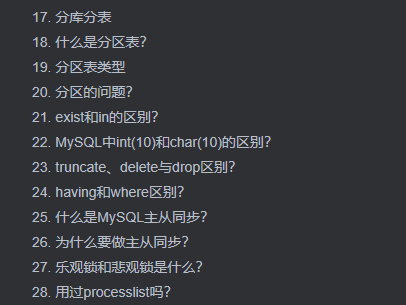 17. 分库分表
18. 什么是分区表？
19. 分区表类型
20. 分区的问题？
21. exist和in的区别？
22. MySQL中int(10)和char(10)的区别？
23. truncate、delete与drop区别？
24. having和where区别？
25. 什么是MySQL主从同步？
26. 为什么要做主从同步？
27. 乐观锁和悲观锁是什么？
28. 用过processlist吗？